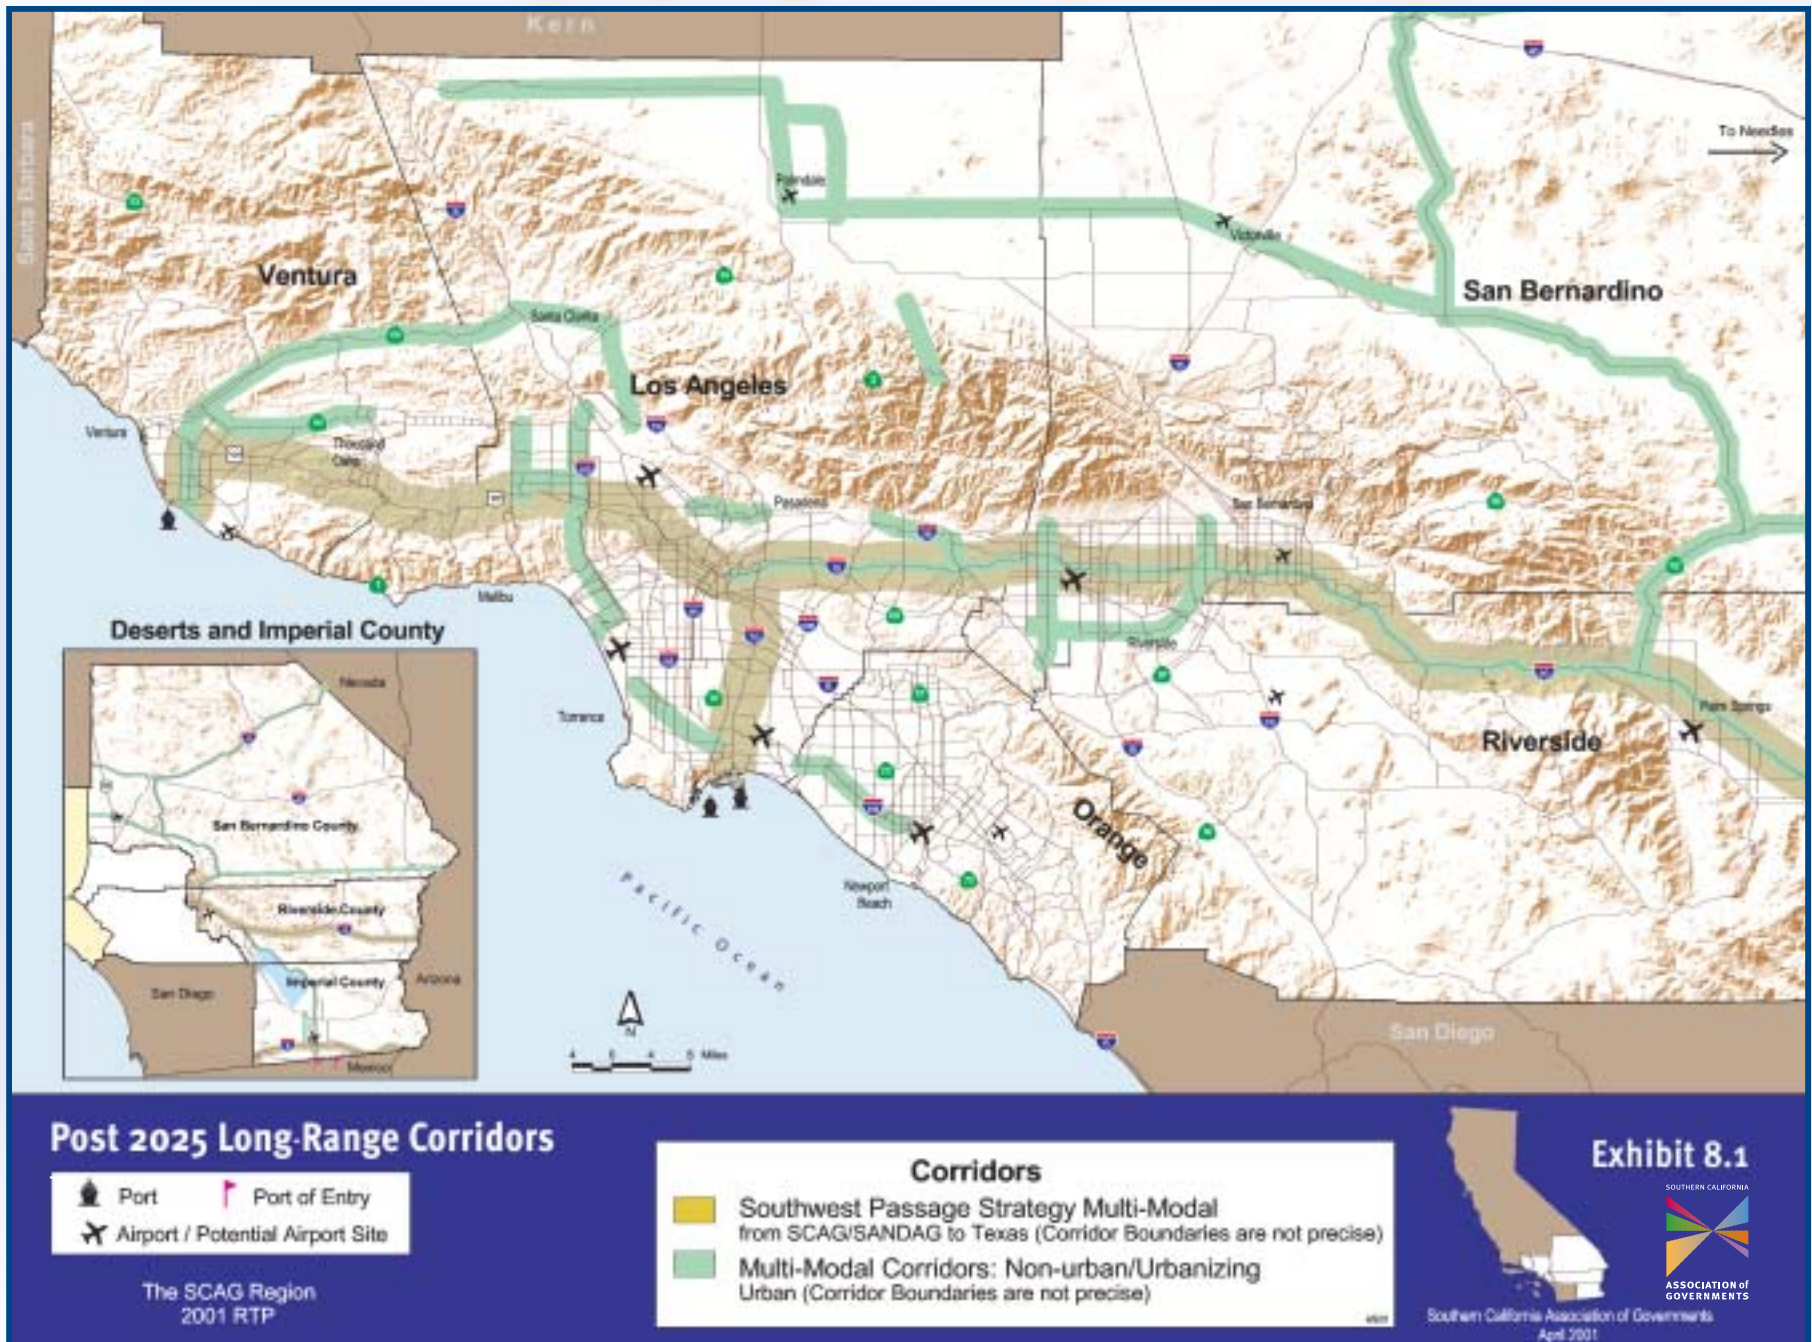 Kern
Santa Barbara
To Needles
Palmdale
Victorville
Ventura
San Bernardino
Santa Clarita
Los Angeles
Ventura
Thousand
Oaks
Pasadena
San Bernardino
Malibu
Riverside
Torrance
Palm Springs
Riverside
Orange
Newport
Beach
Pacific Ocean
San Diego
N
Miles
Deserts and Imperial County
Nevada
San Bernardino County
Riverside County
Imperial County
Arizona
San Diego
Mexico
Post 2025 Long-Range Corridors
Port
Port of Entry
Airport / Potential Airport Site
The SCAG Region
2001 RTP
Corridors
Southwest Passage Strategy Multi-Modal
from SCAG/SANDAG to Texas (Corridor Boundaries are not precise)
Multi-Modal Corridors: Non-urban/Urbanizing
Urban (Corridor Boundaries are not precise)
Exhibit 8.1
SOUTHERN CALIFORNIA
ASSOCIATION of
GOVERNMENTS
Southern California Association of Governments
April 2001